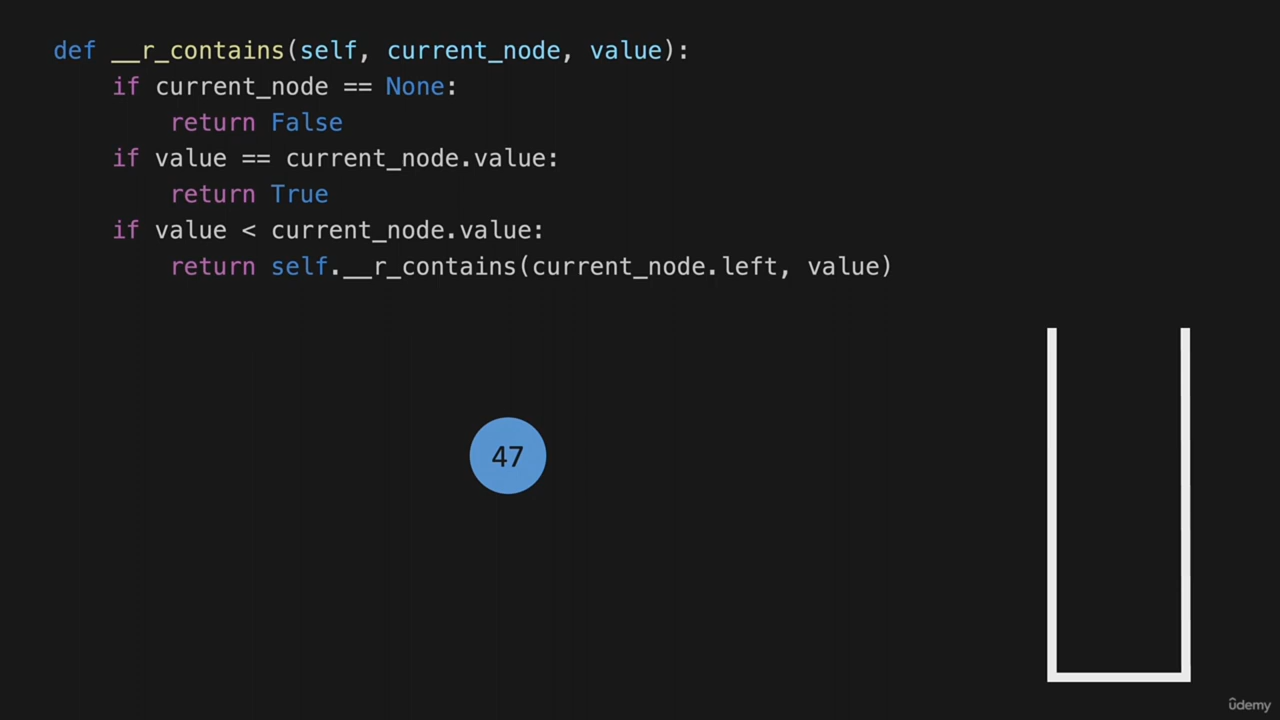 def __r_contains(self, current_node, value):
    if current_node == None:
        return False
    if value == current_node.value:
        return True
    if value < current_node.value:
        return self.__r_contains(current_node.left, value)
47
ûdemy